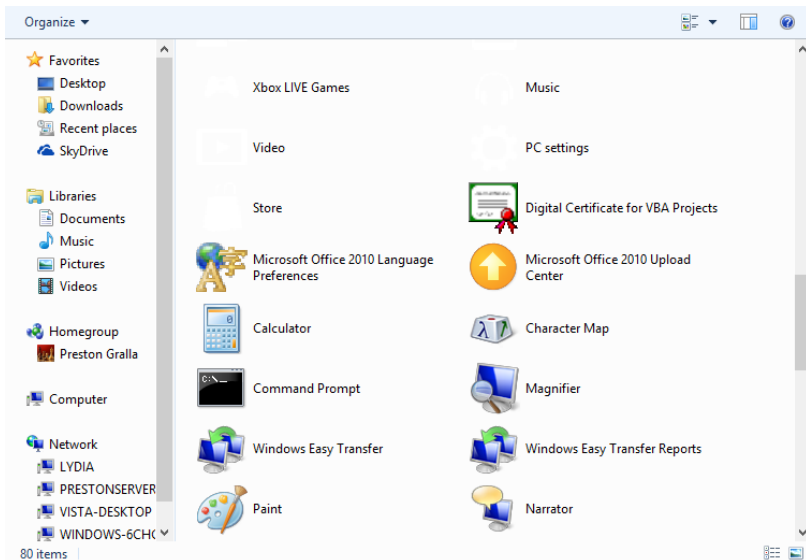 Organize
Favorites
Desktop
Downloads
Recent places
SkyDrive
Libraries
Documents
Music
Pictures
Videos
Homegroup
Preston Gralla
Computer
Network
LYDIA
PRESTONSERVER
VISTA-DESKTOP
WINDOWS-6CH
Xbox LIVE Games
Music
Video
PC settings
Store
Digital Certificate for VBA Projects
Microsoft Office 2010 Language
Preferences
Microsoft Office 2010 Upload
Center
Calculator
Character Map
C:\_
Command Prompt
Magnifier
Windows Easy Transfer
Windows Easy Transfer Reports
Paint
Narrator
80 items